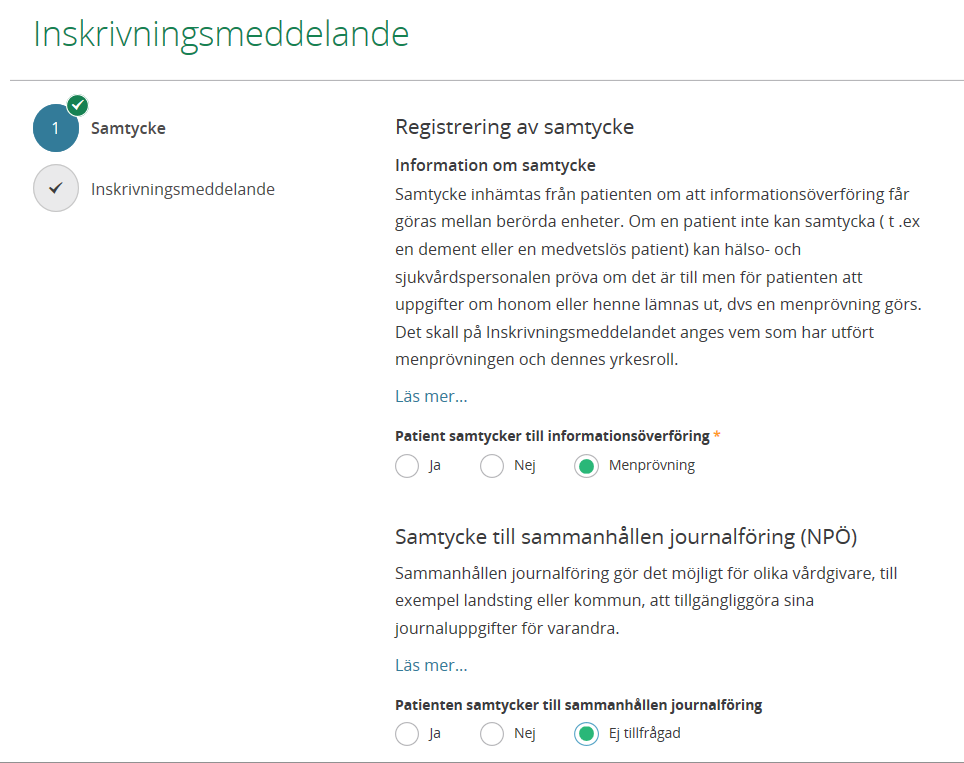 Inskrivningsmeddelande
1
Samtycke
Inskrivningsmeddelande
Registrering av samtycke
Information om samtycke
Samtycke inhämtas från patienten om att informationsöverföring får
göras mellan berörda enheter. Om en patient inte kan samtycka ( t .ex
en dement eller en medvetslös patient) kan hälso- och
sjukvårdspersonalen pröva om det är till men för patienten att
uppgifter om honom eller henne lämnas ut, dvs en menprövning görs.
Det skall på Inskrivningsmeddelandet anges vem som har utfört
menprövningen och dennes yrkesroll.
Läs mer...
Patient samtycker till informationsöverföring *
Ja Nej Menprövning
Samtycke till sammanhållen journalföring (NPÖ)
Sammanhållen journalföring gör det möjligt för olika vårdgivare, till
exempel landsting eller kommun, att tillgängliggöra sina
journaluppgifter för varandra.
Läs mer...
Patienten samtycker till sammanhållen journalföring
Ja Nej Ej tillfrågad